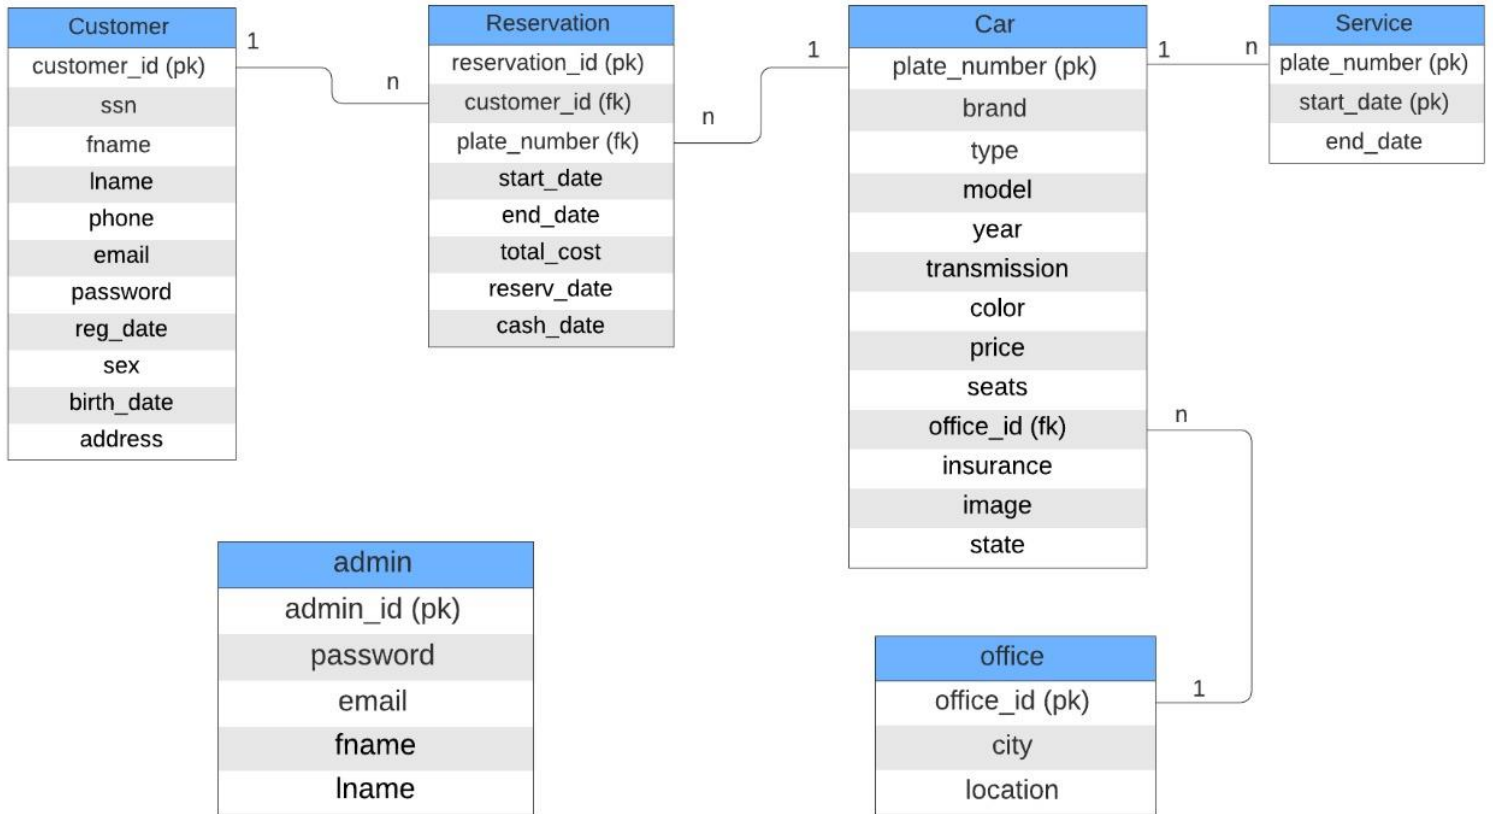 Customer
customer_id (pk)
ssn
fname
lname
phone
email
password
reg_date
sex
birth_date
address
1
n
Reservation
reservation_id (pk)
customer_id (fk)
plate_number (fk)
start_date
end_date
total_cost
reserv_date
cash_date
n
1
Car
plate_number (pk)
brand
type
model
year
transmission
color
price
seats
office_id (fk)
insurance
image
state
1
n
Service
plate_number (pk)
start_date (pk)
end_date
n
1
admin
admin_id (pk)
password
email
fname
lname
office
office_id (pk)
city
location